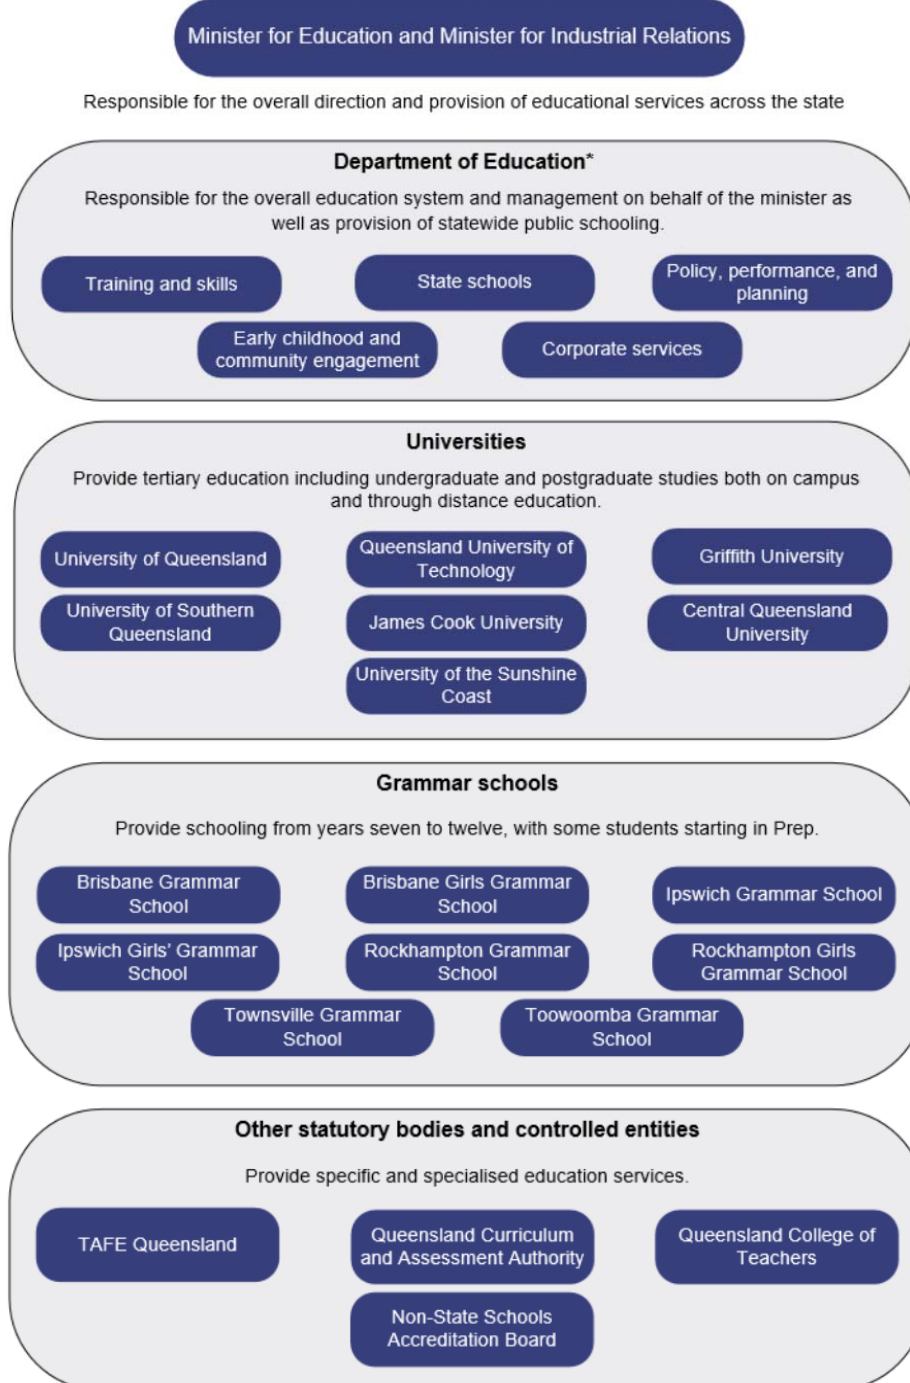 Minister for Education and Minister for Industrial Relations
Responsible for the overall direction and provision of educational services across the state
Department of Education*
Responsible for the overall education system and management on behalf of the minister as
well as provision of statewide public schooling.
Training and skills
State schools
Policy, performance, and
planning
Early childhood and
community engagement
Corporate services
Universities
Provide tertiary education including undergraduate and postgraduate studies both on campus
and through distance education.
University of Queensland
Queensland University of
Technology
Griffith University
University of Southern
Queensland
James Cook University
Central Queensland
University
University of the Sunshine
Coast
Grammar schools
Provide schooling from years seven to twelve, with some students starting in Prep.
Brisbane Grammar
School
Brisbane Girls Grammar
School
Ipswich Grammar School
Ipswich Girls' Grammar
School
Rockhampton Grammar
School
Rockhampton Girls
Grammar School
Townsville Grammar
School
Toowoomba Grammar
School
Other statutory bodies and controlled entities
Provide specific and specialised education services.
TAFE Queensland
Queensland Curriculum
and Assessment Authority
Queensland College of
Teachers
Non-State Schools
Accreditation Board